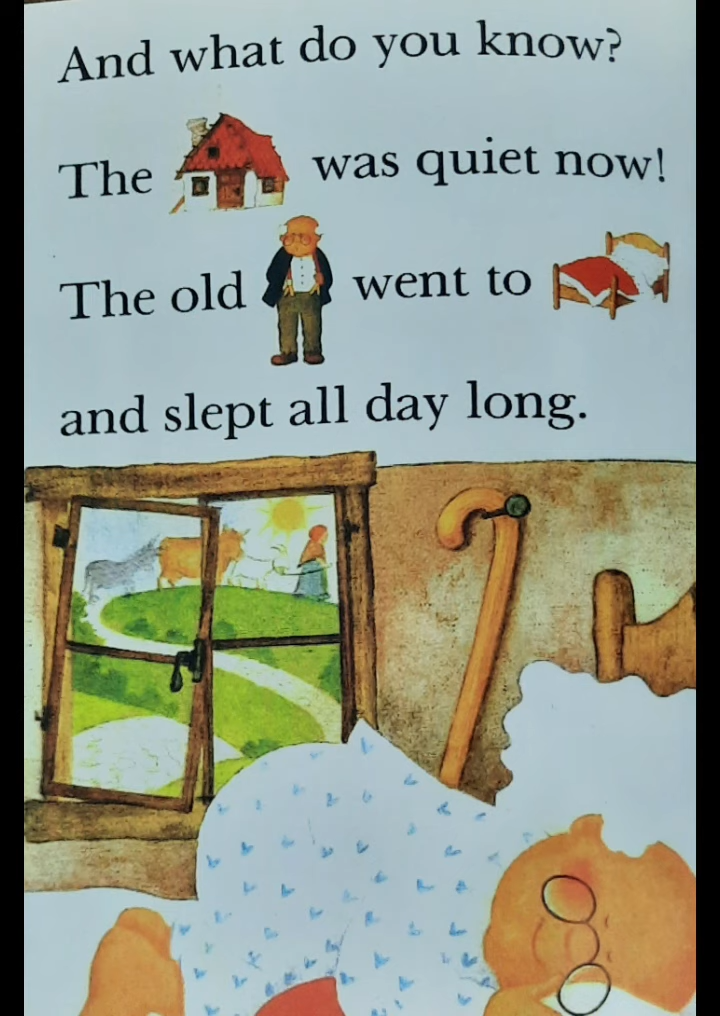 And what do you know?
The was quiet now!
The old went to
and slept all day long.